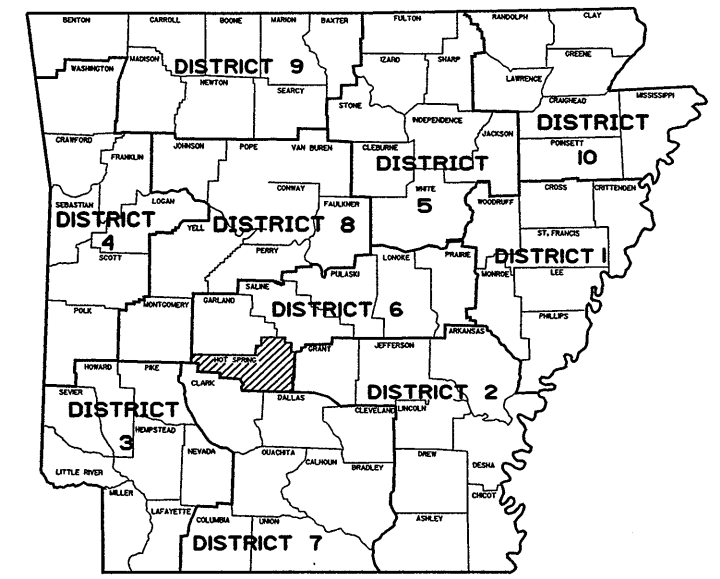 BENTON
CARROLL
BOONE
MARION
BAXTER
FULTON
RANDOLPH
CLAY
WASHINGTON
MADISON
DISTRICT 9
NEWTON
SEARCY
IZARD
SHARP
GREENE
LAWRENCE
STONE
INDEPENDENCE
CRAIGHEAD
MISSISSIPPI
DISTRICT
10
POINSETT
JACKSON
CRAWFORD
FRANKLIN
JOHNSON
POPE
VAN BUREN
CLEBURNE
DISTRICT
5
WHITE
WOODRUFF
CROSS
CRITTENDEN
SEBASTIAN
LOGAN
DISTRICT
4
SCOTT
CONWAY
FAULKNER
DISTRICT 8
YELL
PERRY
ST. FRANCIS
DISTRICT 1
MONROE
LEE
PHILLIPS
PULASKI
LONOKE
PRAIRIE
SALINE
GARLAND
DISTRICT 6
POLK
MONTGOMERY
HOT SPRING
GRANT
JEFFERSON
ARKANSAS
HOWARD
PIKE
CLARK
DALLAS
DISTRICT 2
CLEVELAND
LINCOLN
SEVIER
DISTRICT
3
HEMPSTEAD
NEVADA
OUACHITA
CALHOUN
BRADLEY
DREW
DESHA
CHICOT
LITTLE RIVER
MILLER
LAFAYETTE
COLUMBIA
UNION
ASHLEY
DISTRICT 7